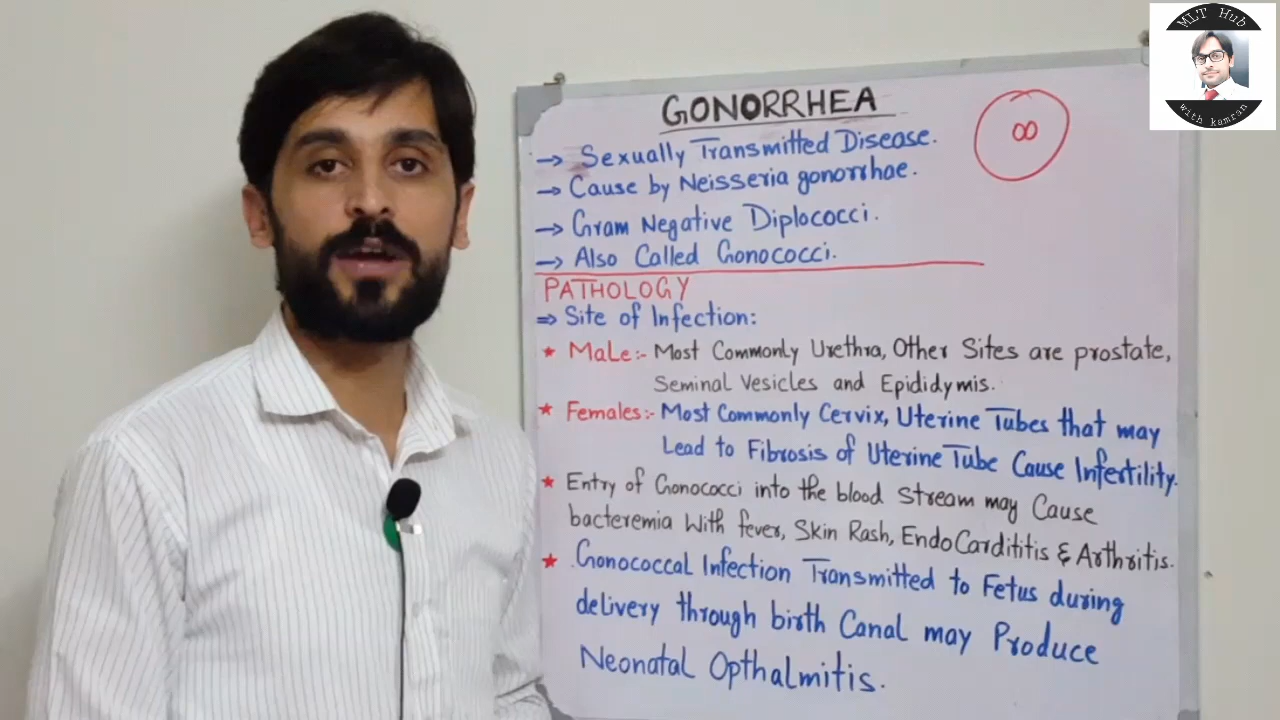 MLT Hub
with kamran
GONORRHEA
→ Sexually Transmitted Disease.
→ Cause by Neisseria gonorrhoe.
→ Gram Negative Diplococci.
→ Also Called Gonococci.
PATHOLOGY
⇒ Site of Infection:
★ Male:- Most Commonly Urethra, Other Sites are prostate,
Seminal Vesicles and Epididymis.
★ Females:- Most Commonly Cervix, Uterine Tubes that may
Lead to Fibrosis of Uterine Tube Cause Infertility.
★ Entry of Gonococci into the blood stream may Cause
bacteremia With fever, Skin Rash, EndoCardititis & Arthritis.
★ Gonococcal Infection Transmitted to Fetus during
delivery through birth Canal may Produce
Neonatal Opthalmitis.